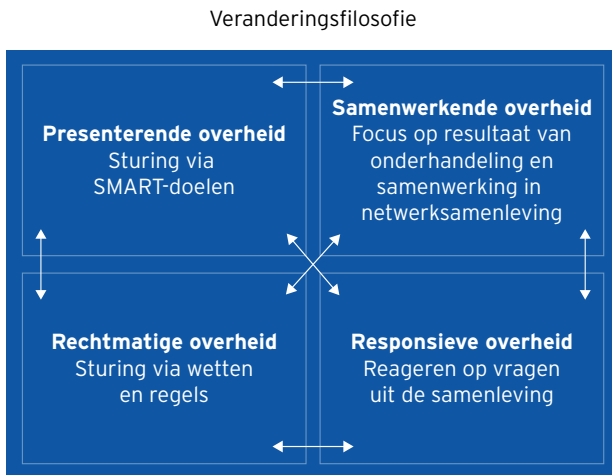 Veranderingsfilosofie
Presenterende overheid
Sturing via
SMART-doelen
Samenwerkende overheid
Focus op resultaat van
onderhandeling en
samenwerking in
netwerksamenleving
Rechtmatige overheid
Sturing via wetten
en regels
Responsieve overheid
Reageren op vragen
uit de samenleving